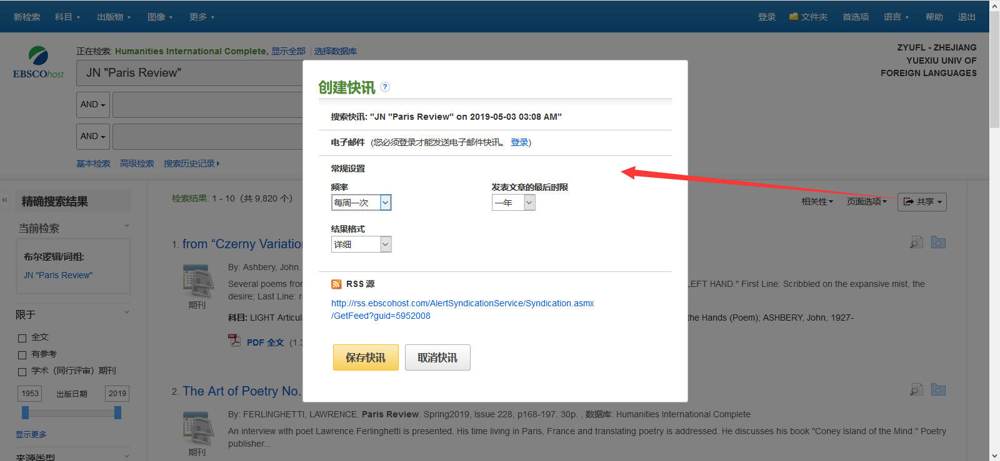 新检索 科目 出版物 图像 更多 登录 文件夹 首选项 语言 帮助 退出
正在检索: Humanities International Complete, 显示全部 选择数据库
ZYUFL - ZHEJIANG
YUEXIU UNIV OF
FOREIGN LANGUAGES
EBSCOhost
JN "Paris Review"
AND
AND
基本检索 高级检索 搜索历史记录
创建快讯 ?
搜索快讯: "JN "Paris Review" on 2019-05-03 03:08 AM"
电子邮件 (您必须登录才能发送电子邮件快讯。 登录)
常规设置
频率 发表文章的最后时限
每周一次 一年
结果格式
详细
RSS 源
http://rss.ebscohost.com/AlertSyndicationService/Syndication.asmx
/GetFeed?guid=5952008
保存快讯 取消快讯
«
精确搜索结果
当前检索
布尔逻辑/词组:
JN "Paris Review"
限于
全文
有参考
学术（同行评审）期刊
1953 出版日期 2019
显示更多
来源类型
检索结果: 1 - 10（共 9,820 个）
相关性 页面选项 共享
1. from “Czerny Variation
By: Ashbery, John.
Several poems fro
LEFT HAND." First Line: Scribbled on the expansive mist, the
desire; Last Line: r
期刊
科目: LIGHT Articul
the Hands (Poem); ASHBERY, John, 1927-
PDF 全文 (1.3
2. The Art of Poetry No.
By: FERLINGHETTI, LAWRENCE. Paris Review. Spring2019, Issue 228, p168-197. 30p. , 数据库: Humanities International Complete
An interview with poet Lawrence Ferlinghetti is presented. His time living in Paris, France and translating poetry is addressed. He discusses his book "Coney Island of the Mind." Poetry
publisher...
期刊